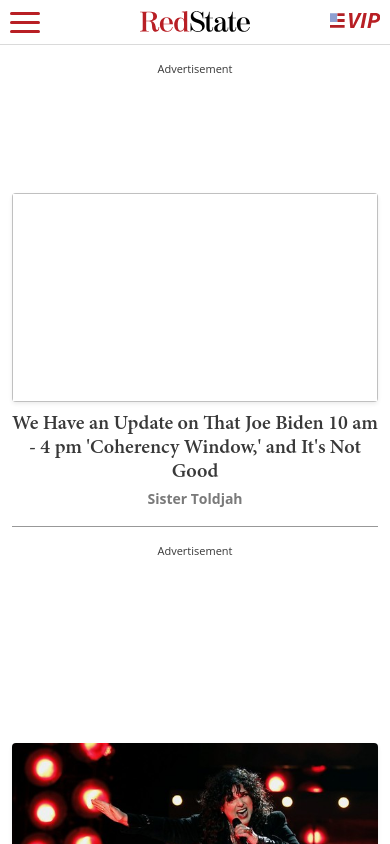 RedState
VIP
Advertisement
We Have an Update on That Joe Biden 10 am
- 4 pm 'Coherency Window,' and It's Not
Good
Sister Toldjah
Advertisement